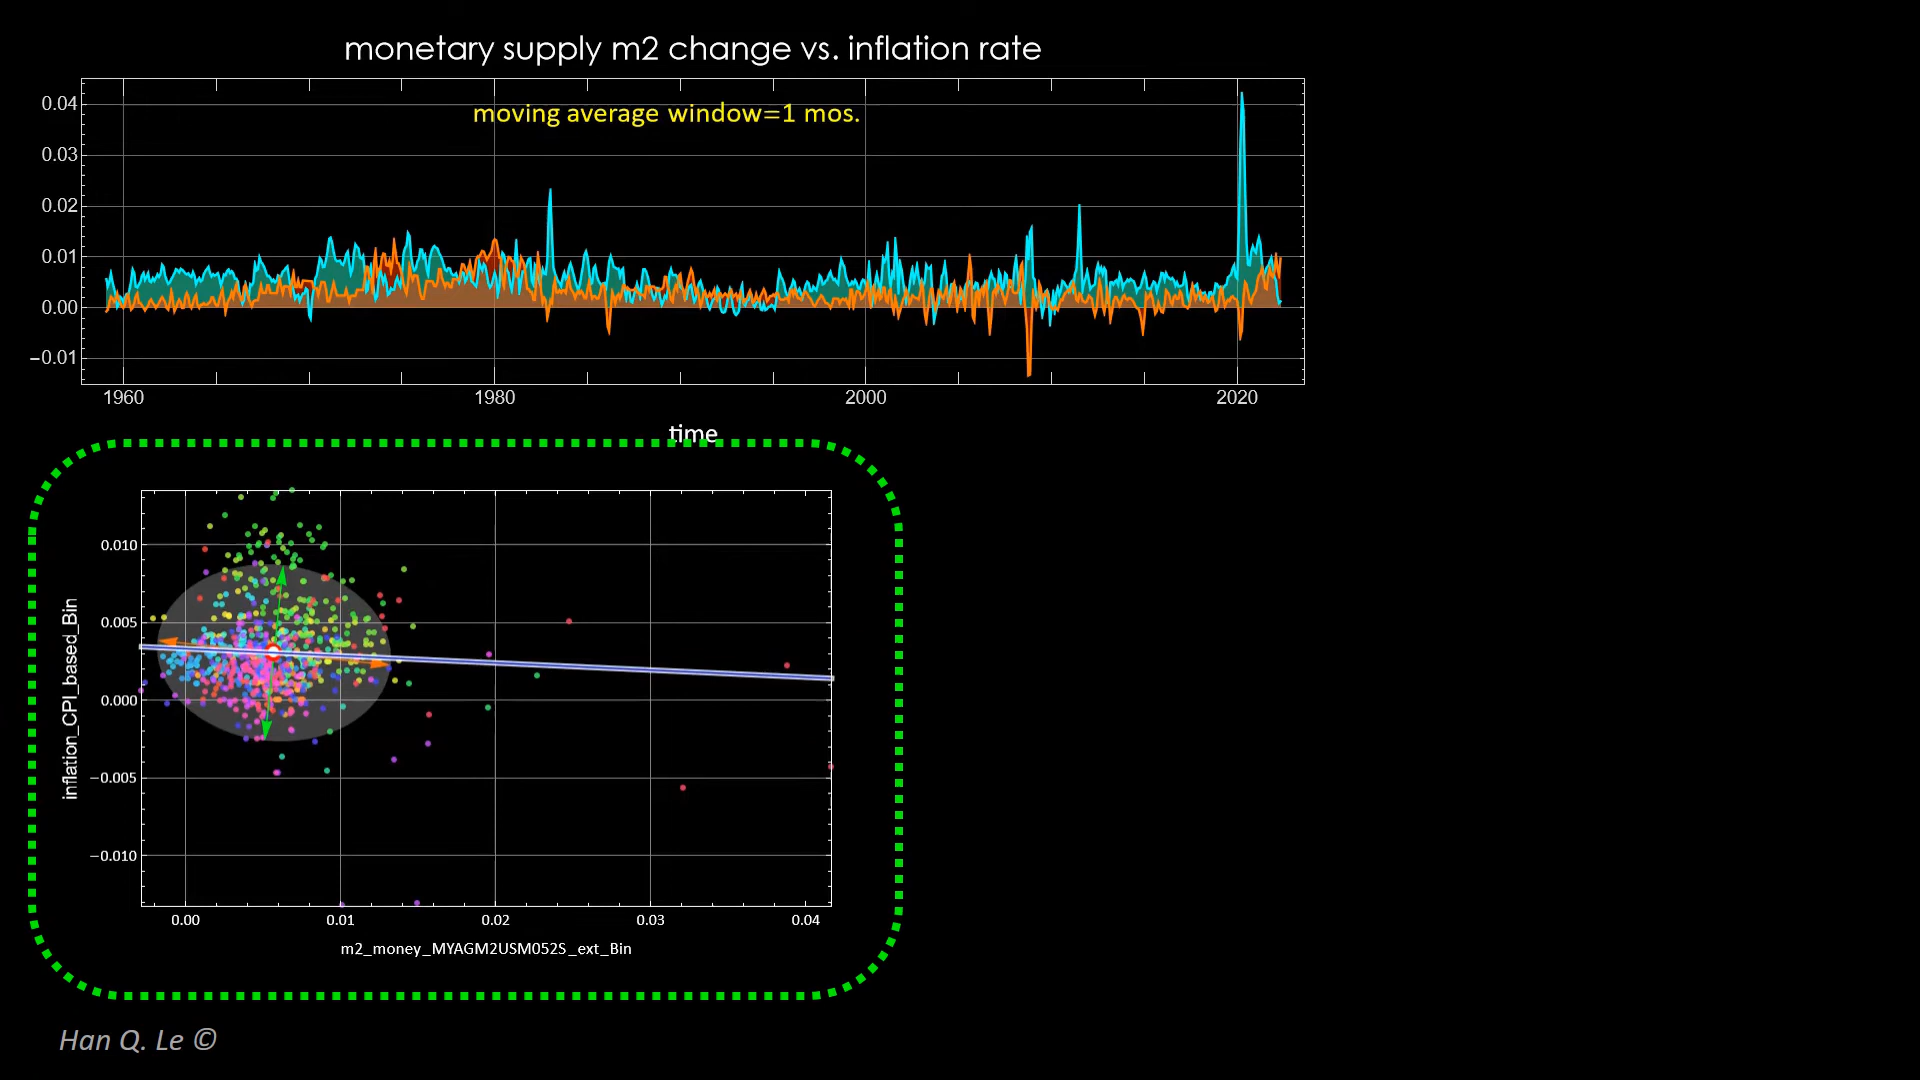 monetary supply m2 change vs. inflation rate
moving average window=1 mos.
0.04
0.03
0.02
0.01
0.00
−0.01
1960 1980 2000 2020
time
inflation_CPI_based_Bin
0.010
0.005
0.000
−0.005
−0.010
0.00 0.01 0.02 0.03 0.04
m2_money_MYAGM2USM052S_ext_Bin
Han Q. Le ©